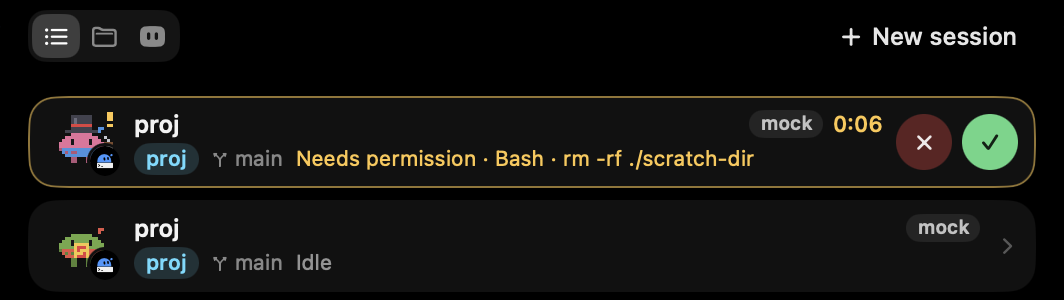 + New session
proj
mock 0:06
proj main Needs permission · Bash · rm -rf ./scratch-dir
proj
mock
proj main Idle